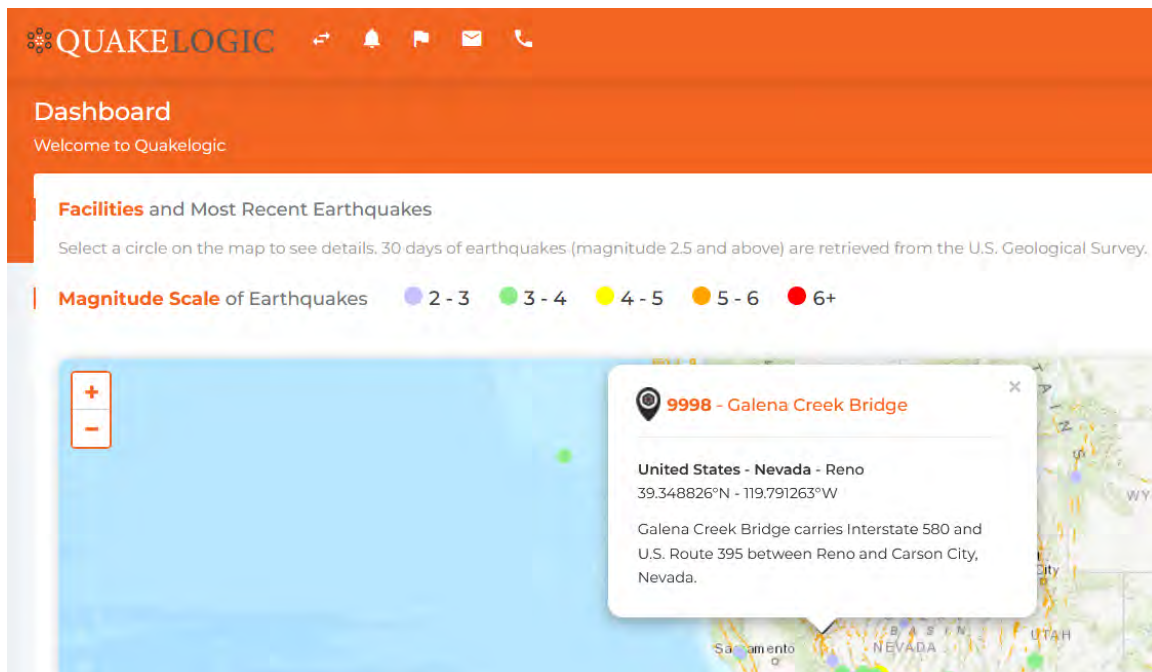 QUAKELOGIC
Dashboard
Welcome to Quakelogic
Facilities and Most Recent Earthquakes
Select a circle on the map to see details. 30 days of earthquakes (magnitude 2.5 and above) are retrieved from the U.S. Geological Survey.
Magnitude Scale of Earthquakes 2 - 3 3 - 4 4 - 5 5 - 6 6+
+
−
9998 - Galena Creek Bridge
×
United States - Nevada - Reno
39.348826°N - 119.791263°W
Galena Creek Bridge carries Interstate 580 and
U.S. Route 395 between Reno and Carson City,
Nevada.
WY
City
BASIN
UTAH
Sacramento
NEVADA